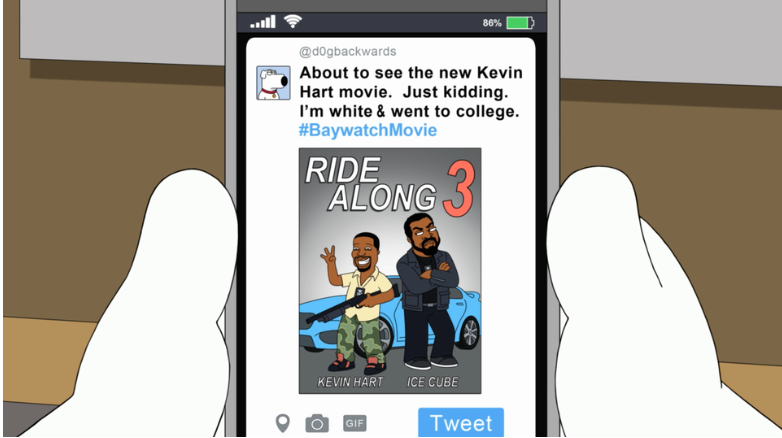 86%
@d0gbackwards
About to see the new Kevin
Hart movie. Just kidding.
I'm white & went to college.
#BaywatchMovie
RIDE
ALONG 3
KEVIN HART ICE CUBE
GIF
Tweet